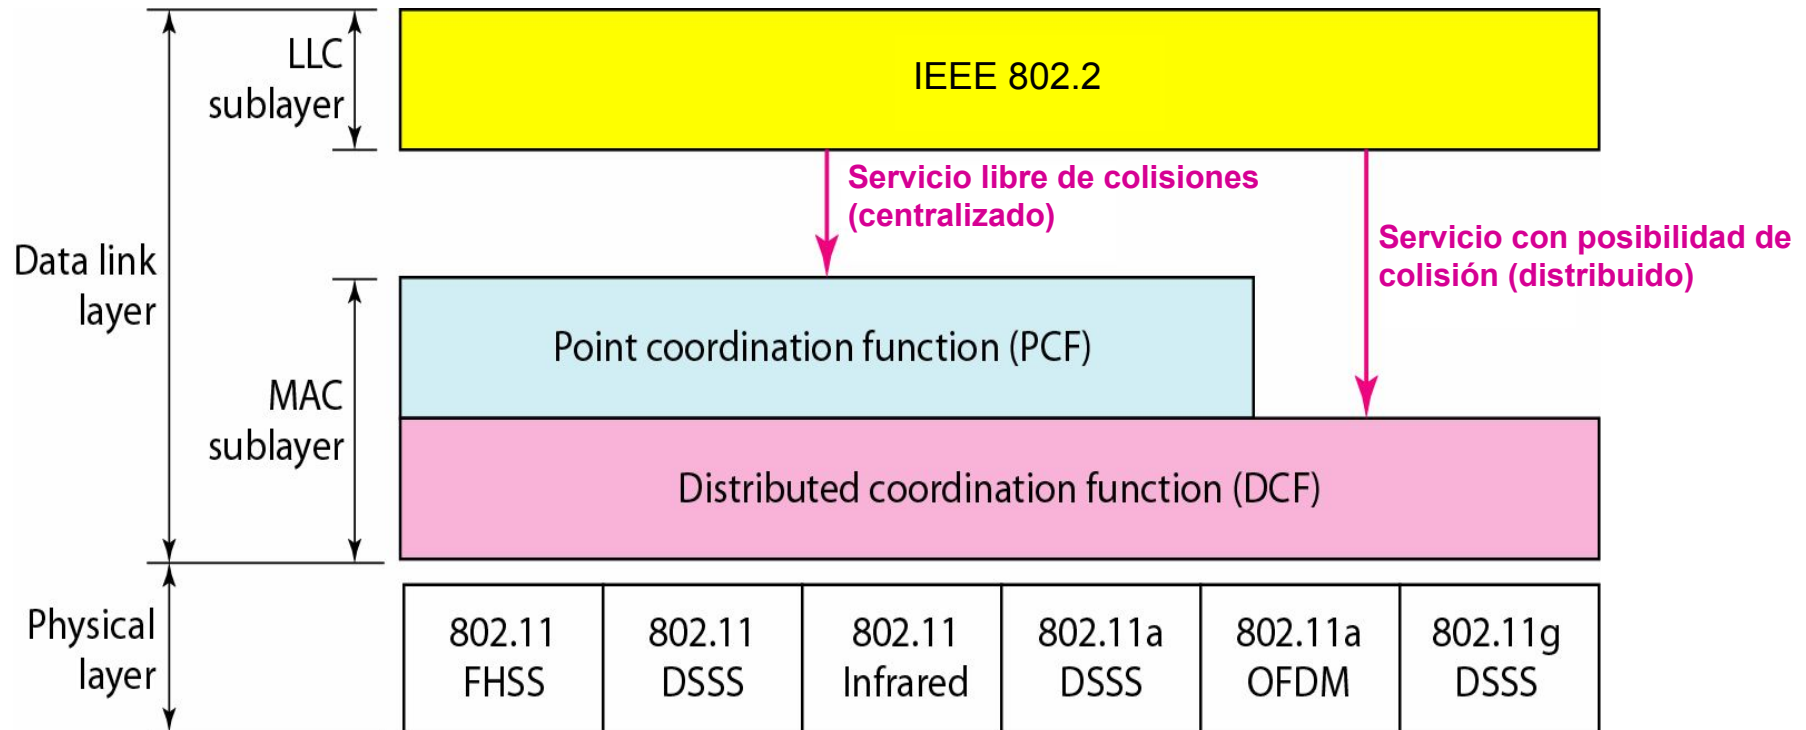 LLC
sublayer
IEEE 802.2
Servicio libre de colisiones
(centralizado)
Servicio con posibilidad de
colisión (distribuido)
Data link
layer
Point coordination function (PCF)
MAC
sublayer
Distributed coordination function (DCF)
Physical
layer
802.11
FHSS
802.11
DSSS
802.11
Infrared
802.11a
DSSS
802.11a
OFDM
802.11g
DSSS